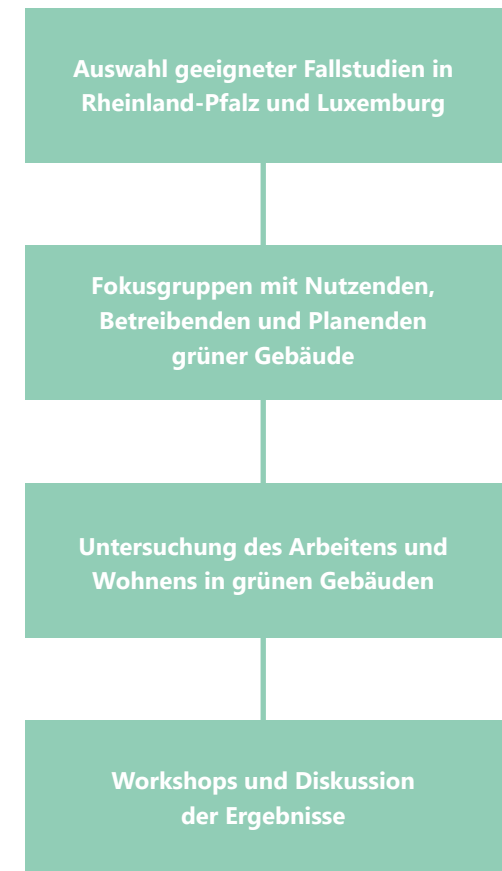 Auswahl geeigneter Fallstudien in
Rheinland-Pfalz und Luxemburg
Fokusgruppen mit Nutzenden,
Betreibenden und Planenden
grüner Gebäude
Untersuchung des Arbeitens und
Wohnens in grünen Gebäuden
Workshops und Diskussion
der Ergebnisse